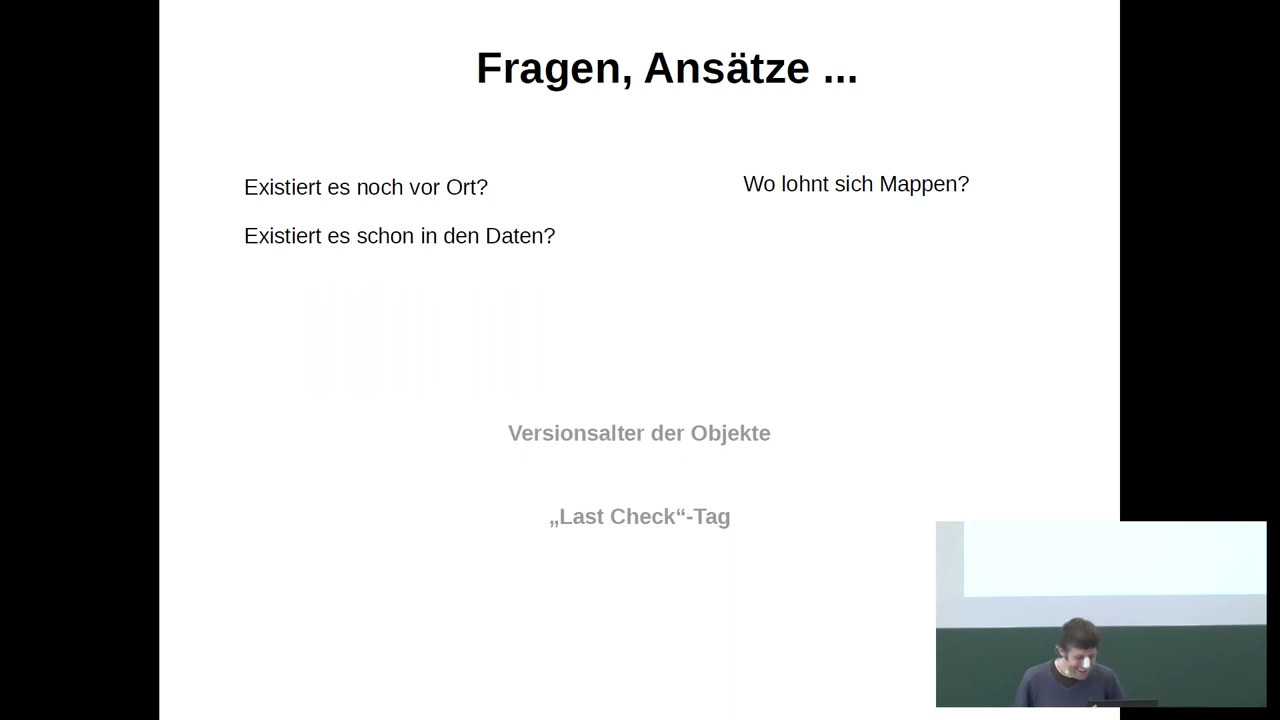 Fragen, Ansätze ...
Existiert es noch vor Ort?
Wo lohnt sich Mappen?
Existiert es schon in den Daten?
Versionsalter der Objekte
„Last Check“-Tag